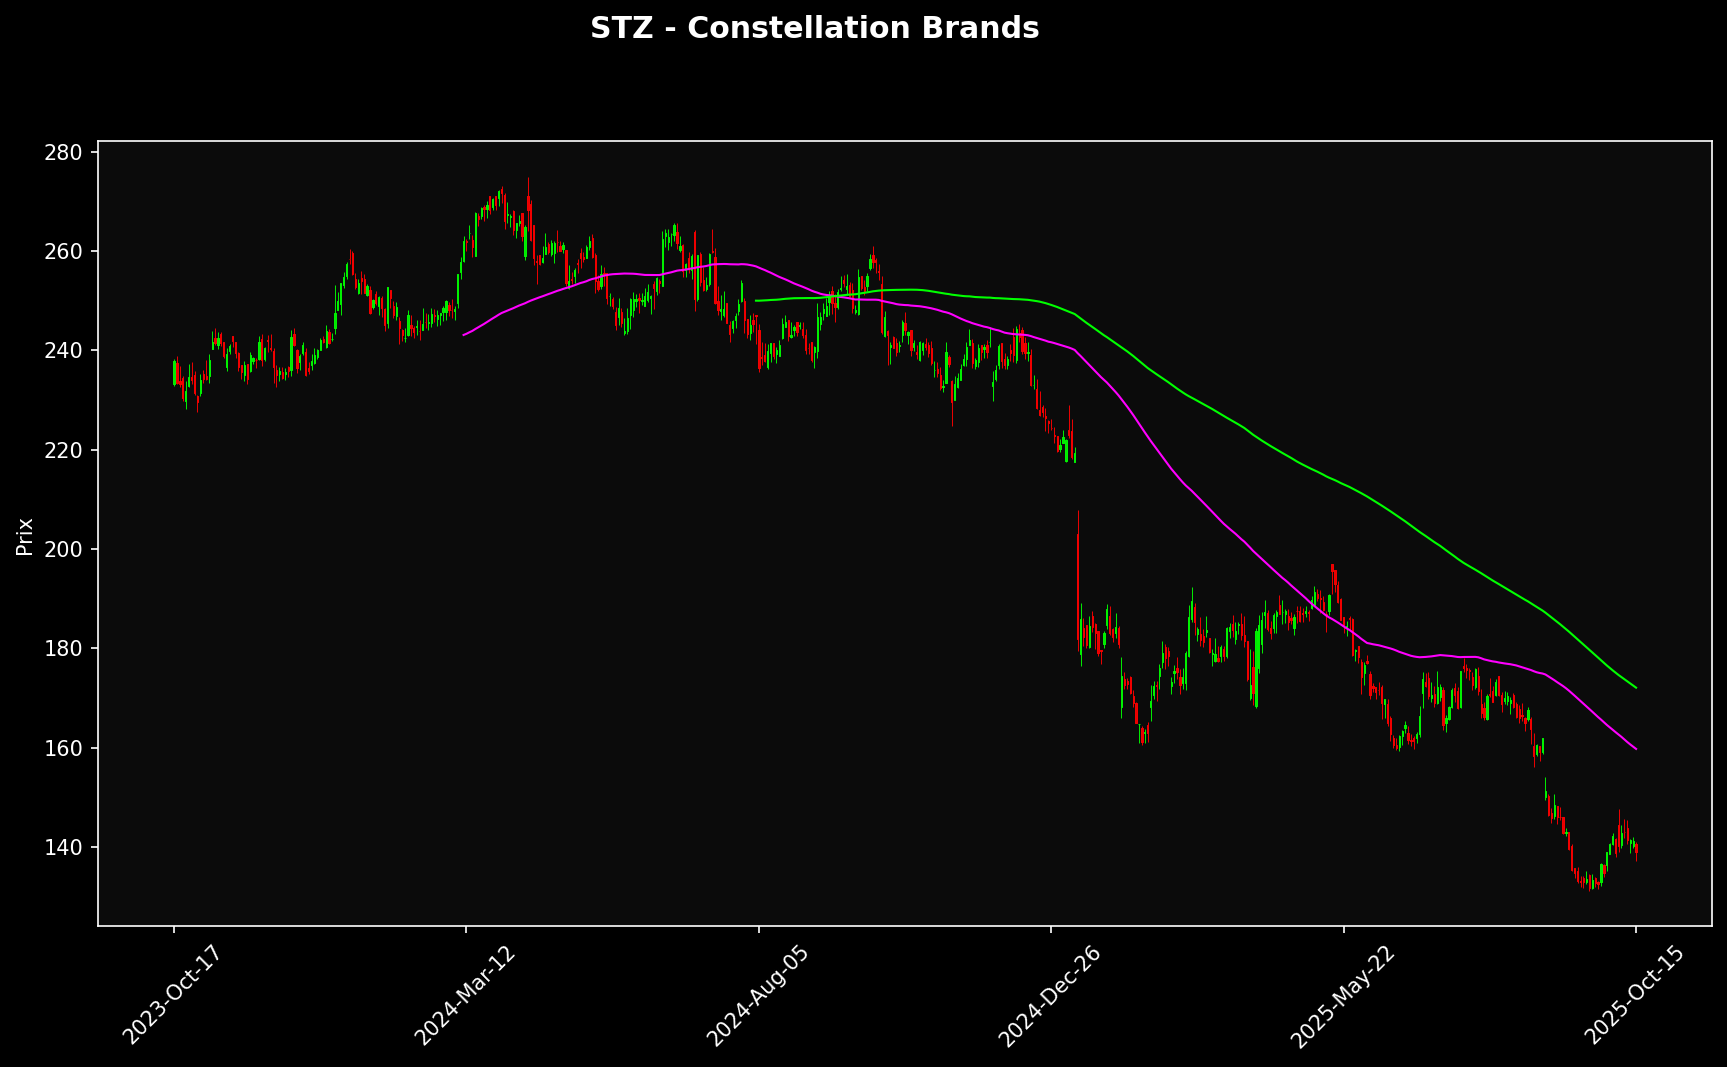 STZ - Constellation Brands
Prix
280
260
240
220
200
180
160
140
2023-Oct-17
2024-Mar-12
2024-Aug-05
2024-Dec-26
2025-May-22
2025-Oct-15